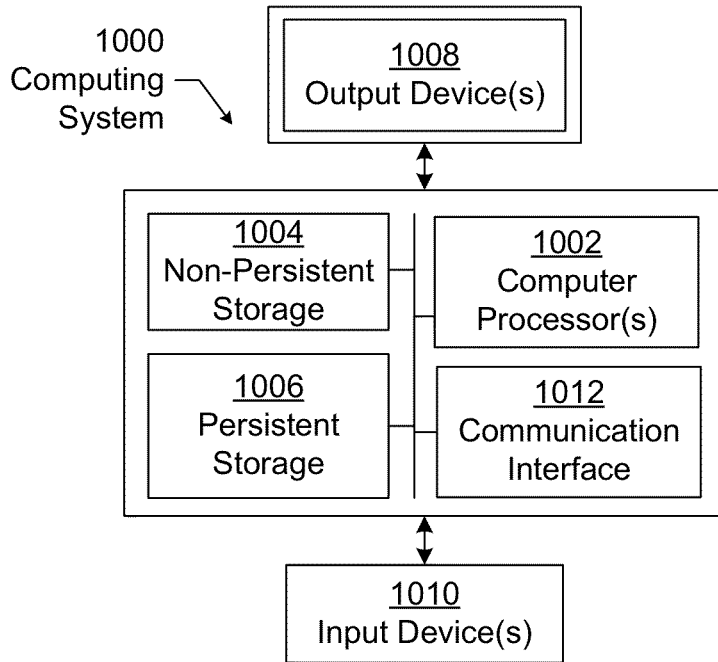 1000
Computing
System
1008
Output Device(s)
1004
Non-Persistent
Storage
1002
Computer
Processor(s)
1006
Persistent
Storage
1012
Communication
Interface
1010
Input Device(s)